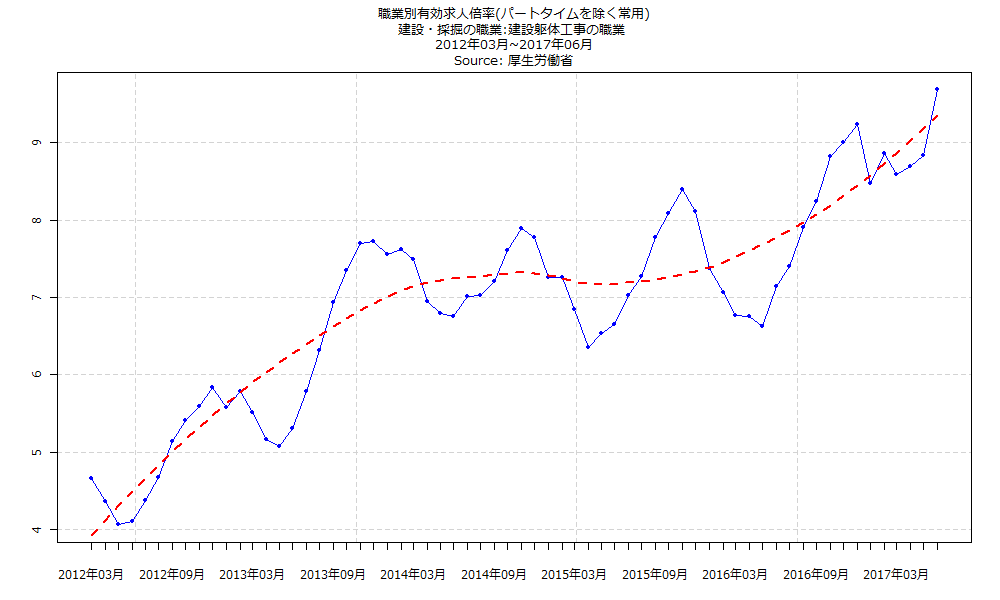 職業別有効求人倍率(パートタイムを除く常用)
建設・採掘の職業:建設躯体工事の職業
2012年03月~2017年06月
Source: 厚生労働省
9
8
7
6
5
4
2012年03月 2012年09月 2013年03月 2013年09月 2014年03月 2014年09月 2015年03月 2015年09月 2016年03月 2016年09月 2017年03月